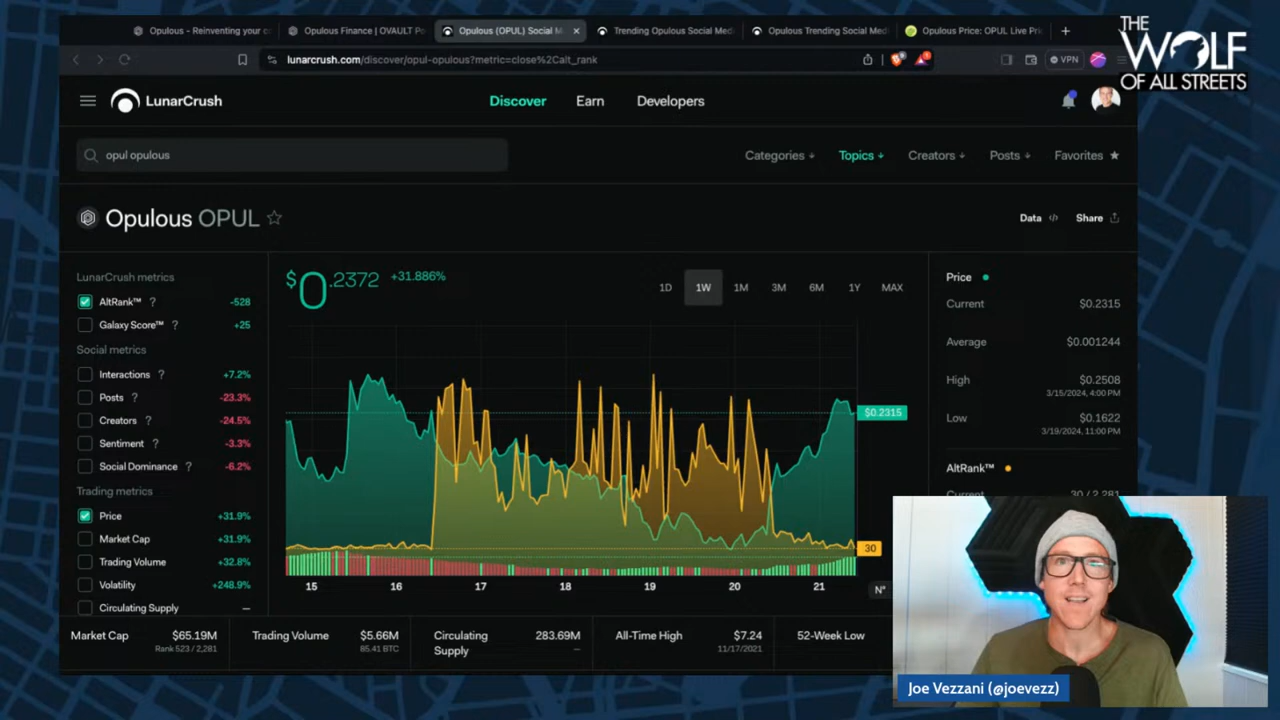 Opulous - Reinventing your c
Opulous Finance | OVAULT Po
Opulous (OPUL) Social M
Trending Opulous Social Med
Opulous Trending Social Med
Opulous Price: OPUL Live Pri
THE
WOLF
OF ALL STREETS
lunarcrush.com/discover/opul-opulous?metric=close%2Calt_rank
VPN
LunarCrush
Discover
Earn
Developers
opul opulous
Categories
Topics
Creators
Posts
Favorites
Opulous OPUL
Data
Share
LunarCrush metrics
AltRank™ ? -528
Galaxy Score™ ? +25
Social metrics
Interactions ? +7.2%
Posts ? -23.3%
Creators ? -24.5%
Sentiment ? -3.3%
Social Dominance ? -6.2%
Trading metrics
Price +31.9%
Market Cap +31.9%
Trading Volume +32.8%
Volatility +248.9%
Circulating Supply —
$0.2372 +31.886%
1D 1W 1M 3M 6M 1Y MAX
$0.2315
30
15 16 17 18 19 20 21
N°
Price
Current $0.2315
Average $0.001244
High $0.2508
3/15/2024, 4:00 PM
Low $0.1622
3/19/2024, 11:00 PM
AltRank™
Current 30 / 2,281
Market Cap $65.19M
Rank 523 / 2,281
Trading Volume $5.66M
85.41 BTC
Circulating Supply 283.69M
—
All-Time High $7.24
11/17/2021
52-Week Low
Joe Vezzani (@joevezz)